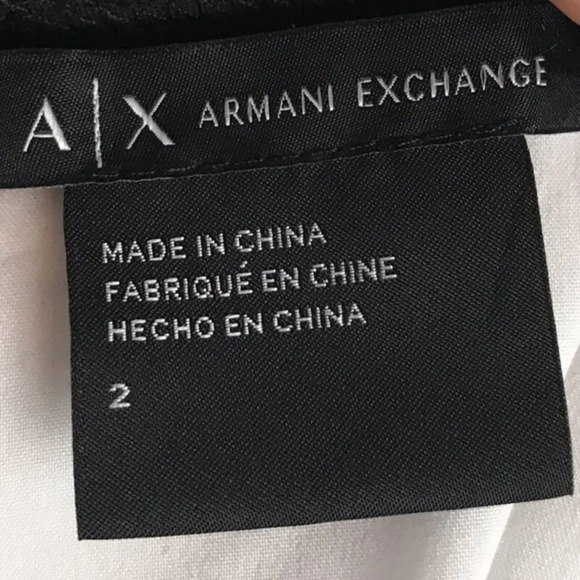 A|X ARMANI EXCHANGE
MADE IN CHINA
FABRIQUÉ EN CHINE
HECHO EN CHINA
2